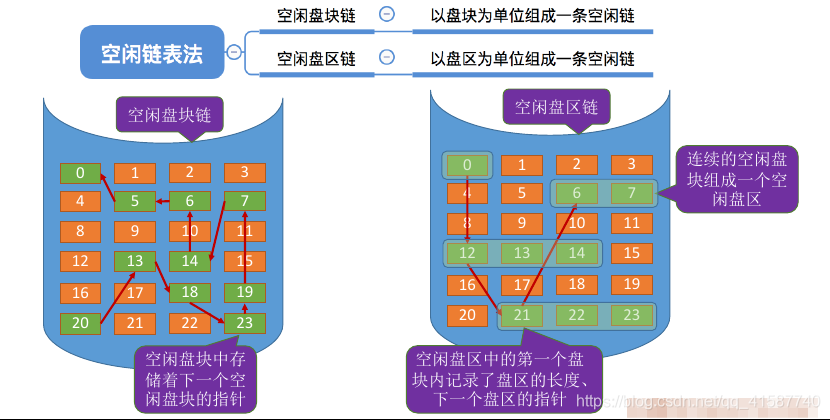 空闲盘块链
以盘块为单位组成一条空闲链
空闲链表法
空闲盘区链
以盘区为单位组成一条空闲链
空闲盘块链
空闲盘区链
0 1 2 3
4 5 6 7
8 9 10 11
12 13 14 15
16 17 18 19
20 21 22 23
空闲盘块中存
储着下一个空
闲盘块的指针
0 1 2 3
4 5 6 7
8 9 10 11
12 13 14 15
16 17 18 19
20 21 22 23
连续的空闲盘
块组成一个空
闲盘区
空闲盘区中的第一个盘
块内记录了盘区的长度、
下一个盘区的指针
https://blog.csdn.net/qq_41587740